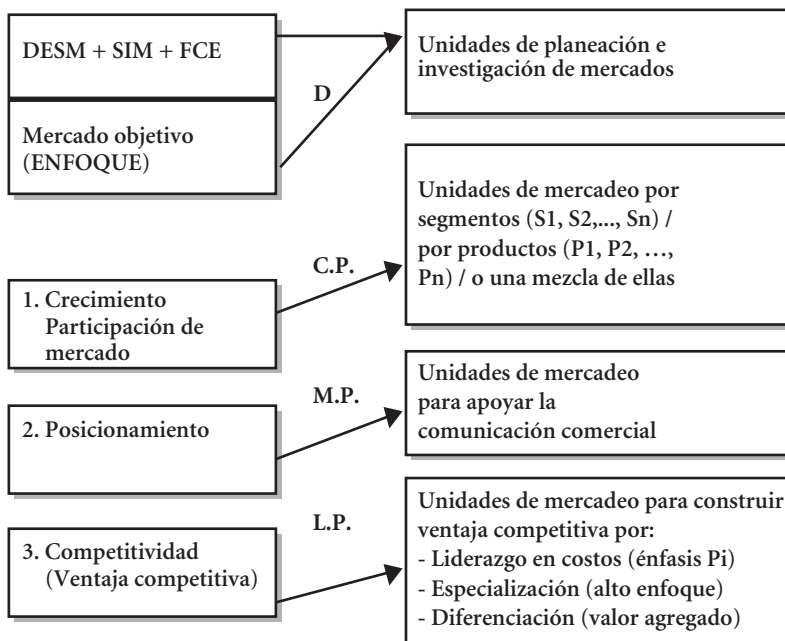 DESM + SIM + FCE
Mercado objetivo
(ENFOQUE)
D
Unidades de planeación e
investigación de mercados
1. Crecimiento
Participación de
mercado
C.P.
Unidades de mercadeo por
segmentos (S1, S2,..., Sn) /
por productos (P1, P2, …,
Pn) / o una mezcla de ellas
2. Posicionamiento
M.P.
Unidades de mercadeo
para apoyar la
comunicación comercial
3. Competitividad
(Ventaja competitiva)
L.P.
Unidades de mercadeo para construir
ventaja competitiva por:
- Liderazgo en costos (énfasis Pi)
- Especialización (alto enfoque)
- Diferenciación (valor agregado)